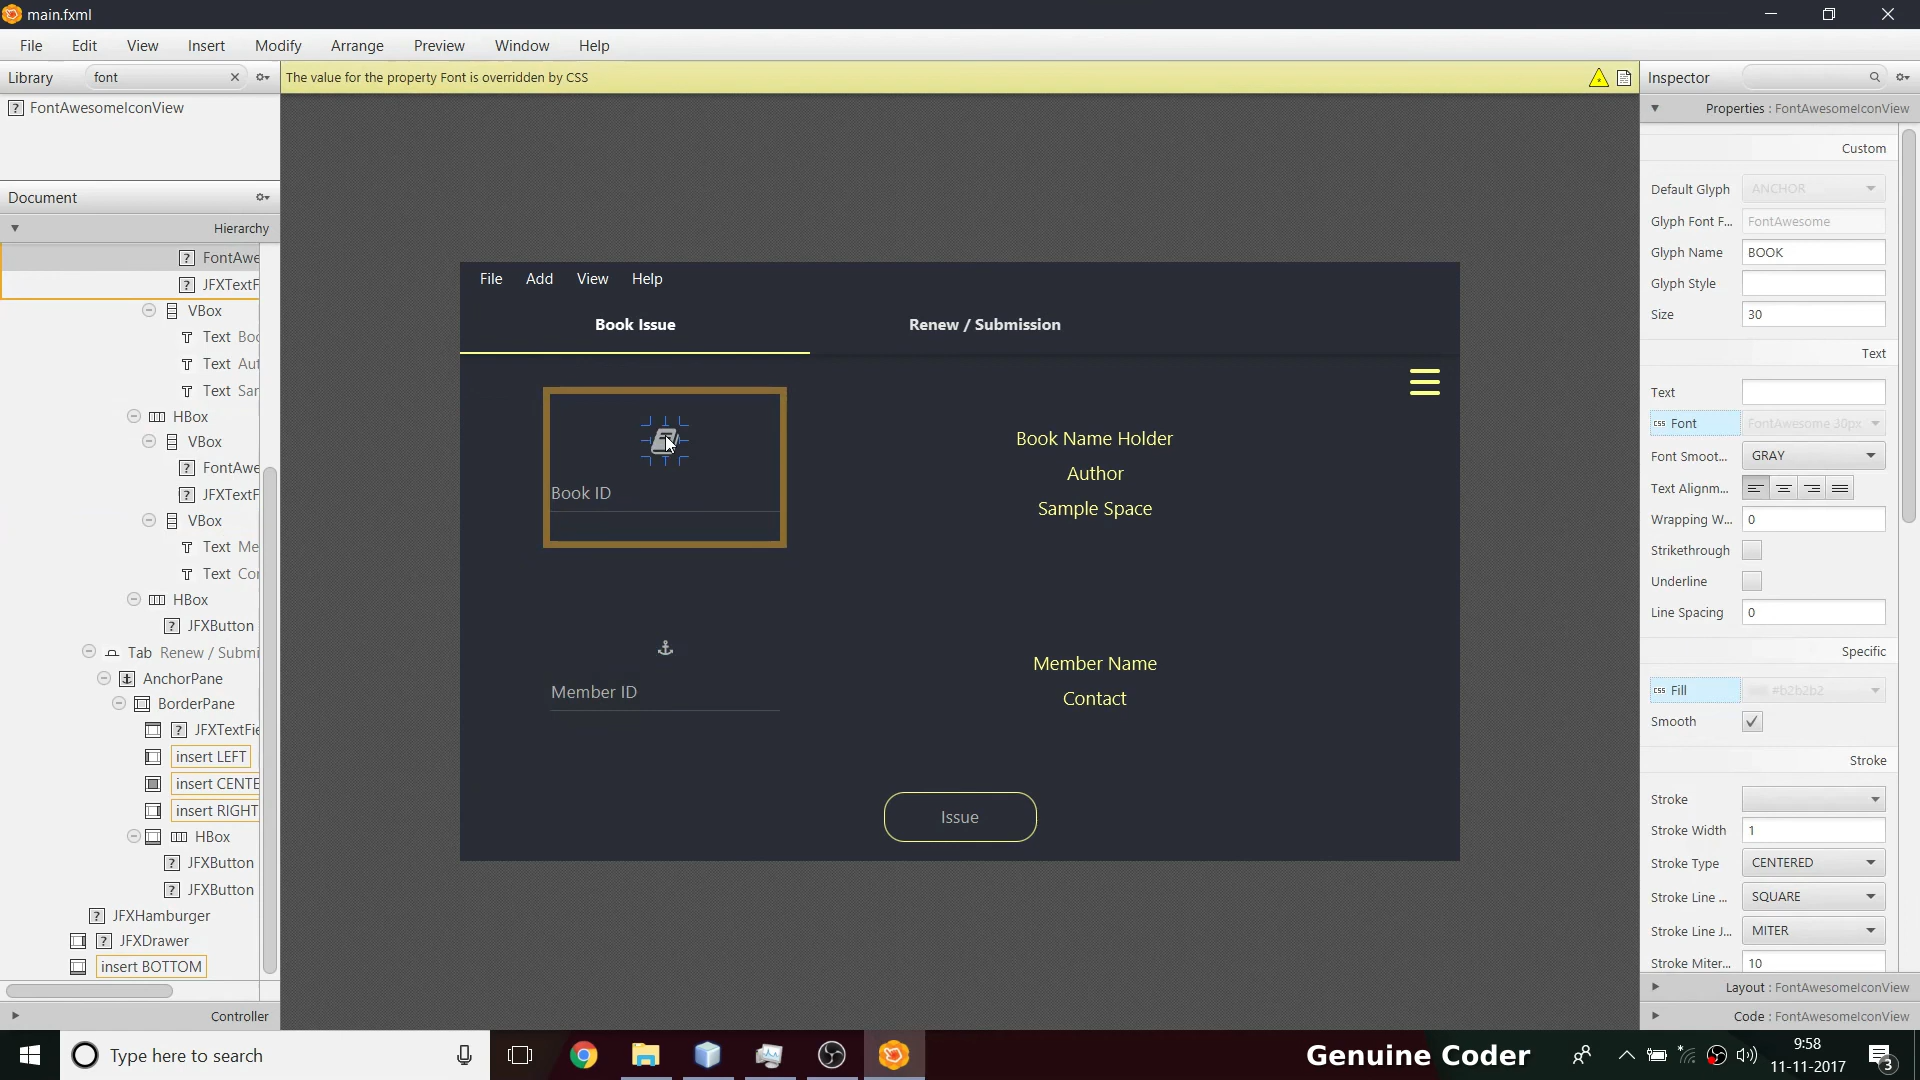 main.fxml
File Edit View Insert Modify Arrange Preview Window Help
Library font
The value for the property Font is overridden by CSS
FontAwesomeIconView
Document
Hierarchy
FontAwe
JFXTextF
VBox
Text Boo
Text Aut
Text Sar
HBox
VBox
FontAwe
JFXTextF
VBox
Text Me
Text Cor
HBox
JFXButton
Tab Renew / Submi
AnchorPane
BorderPane
JFXTextFie
insert LEFT
insert CENTE
insert RIGHT
HBox
JFXButton
JFXButton
JFXHamburger
JFXDrawer
insert BOTTOM
Controller
File Add View Help
Book Issue Renew / Submission
Book ID
Book Name Holder
Author
Sample Space
Member ID
Member Name
Contact
Issue
Inspector
Properties : FontAwesomeIconView
Custom
Default Glyph ANCHOR
Glyph Font F... FontAwesome
Glyph Name BOOK
Glyph Style
Size 30
Text
Text
css Font FontAwesome 30px
Font Smoot... GRAY
Text Alignm...
Wrapping W... 0
Strikethrough
Underline
Line Spacing 0
Specific
css Fill #b2b2b2
Smooth
Stroke
Stroke
Stroke Width 1
Stroke Type CENTERED
Stroke Line ... SQUARE
Stroke Line J... MITER
Stroke Miter... 10
Layout : FontAwesomeIconView
Code : FontAwesomeIconView
Type here to search
Genuine Coder
9:58
11-11-2017
3